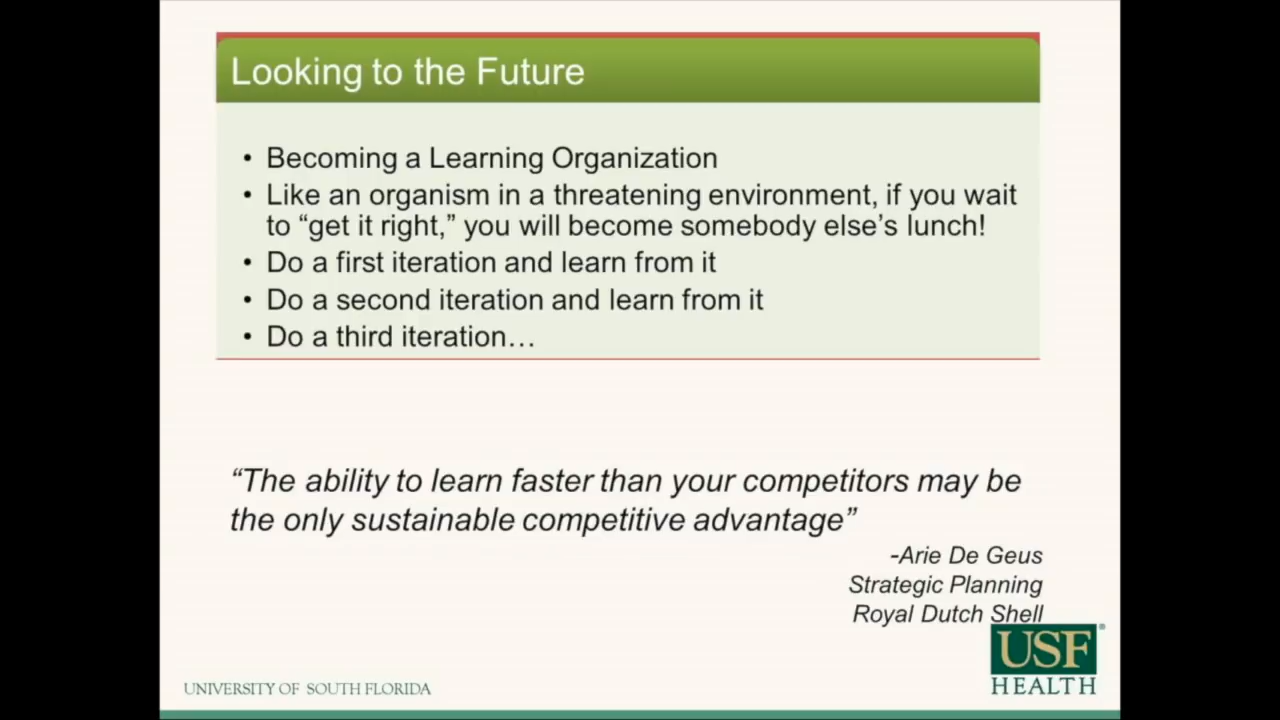 Looking to the Future
• Becoming a Learning Organization
• Like an organism in a threatening environment, if you wait
to “get it right,” you will become somebody else’s lunch!
• Do a first iteration and learn from it
• Do a second iteration and learn from it
• Do a third iteration…
“The ability to learn faster than your competitors may be
the only sustainable competitive advantage”
-Arie De Geus
Strategic Planning
Royal Dutch Shell
USF®
HEALTH
UNIVERSITY OF SOUTH FLORIDA